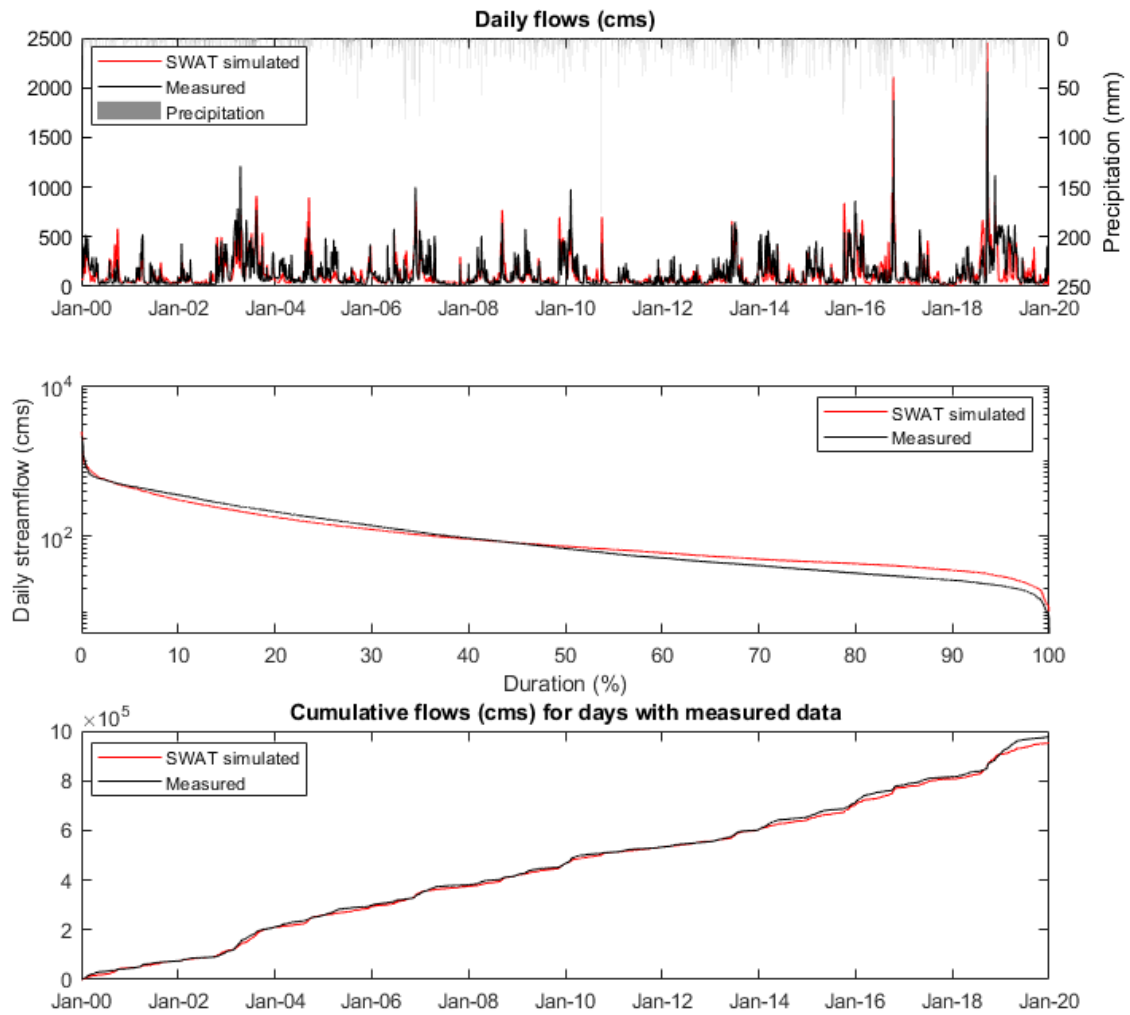 Daily flows (cms)
2500 0
SWAT simulated
Measured
Precipitation
2000 50
1500 100
1000 150
500 200
0 250
Precipitation (mm)
Jan-00 Jan-02 Jan-04 Jan-06 Jan-08 Jan-10 Jan-12 Jan-14 Jan-16 Jan-18 Jan-20
Daily streamflow (cms)
10^4
10^2
SWAT simulated
Measured
0 10 20 30 40 50 60 70 80 90 100
Duration (%)
Cumulative flows (cms) for days with measured data
×10^5
10
SWAT simulated
Measured
8
6
4
2
0
Jan-00 Jan-02 Jan-04 Jan-06 Jan-08 Jan-10 Jan-12 Jan-14 Jan-16 Jan-18 Jan-20